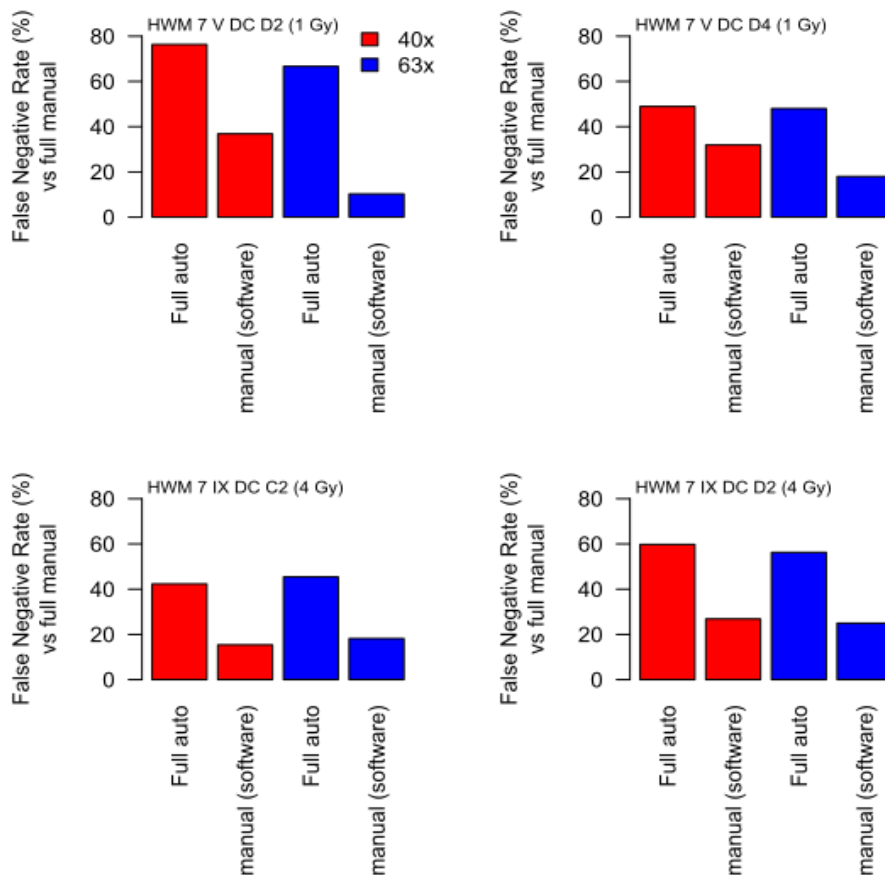 HWM 7 V DC D2 (1 Gy)
False Negative Rate (%)
vs full manual
80
60
40
20
0
40x
63x
Full auto
manual (software)
Full auto
manual (software)
HWM 7 V DC D4 (1 Gy)
False Negative Rate (%)
vs full manual
80
60
40
20
0
Full auto
manual (software)
Full auto
manual (software)
HWM 7 IX DC C2 (4 Gy)
False Negative Rate (%)
vs full manual
80
60
40
20
0
Full auto
manual (software)
Full auto
manual (software)
HWM 7 IX DC D2 (4 Gy)
False Negative Rate (%)
vs full manual
80
60
40
20
0
Full auto
manual (software)
Full auto
manual (software)